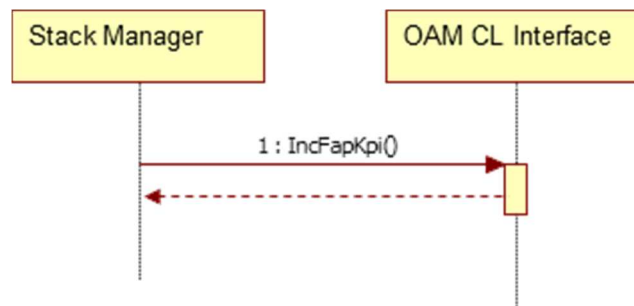 Stack Manager
OAM CL Interface
1 : IncFapKpi()